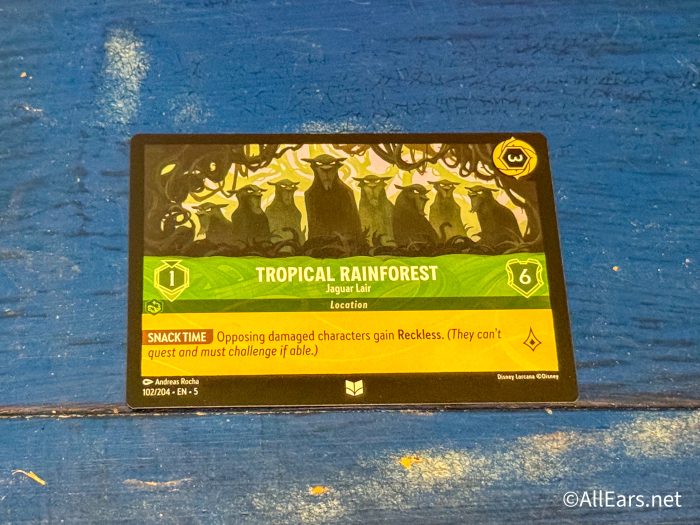 3
1
TROPICAL RAINFOREST
Jaguar Lair
6
Location
SNACK TIME Opposing damaged characters gain Reckless. (They can't
quest and must challenge if able.)
Andreas Rocha
102/204 • EN • 5
Disney Lorcana ©Disney
©AllEars.net